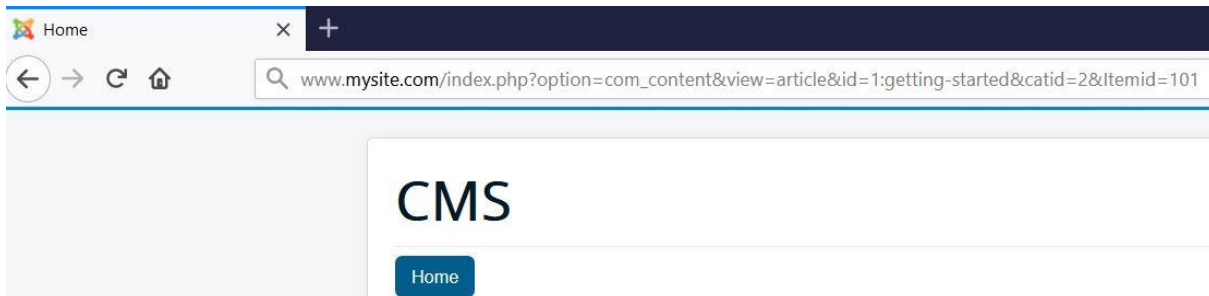 Home
www.mysite.com/index.php?option=com_content&view=article&id=1:getting-started&catid=2&Itemid=101
CMS
Home